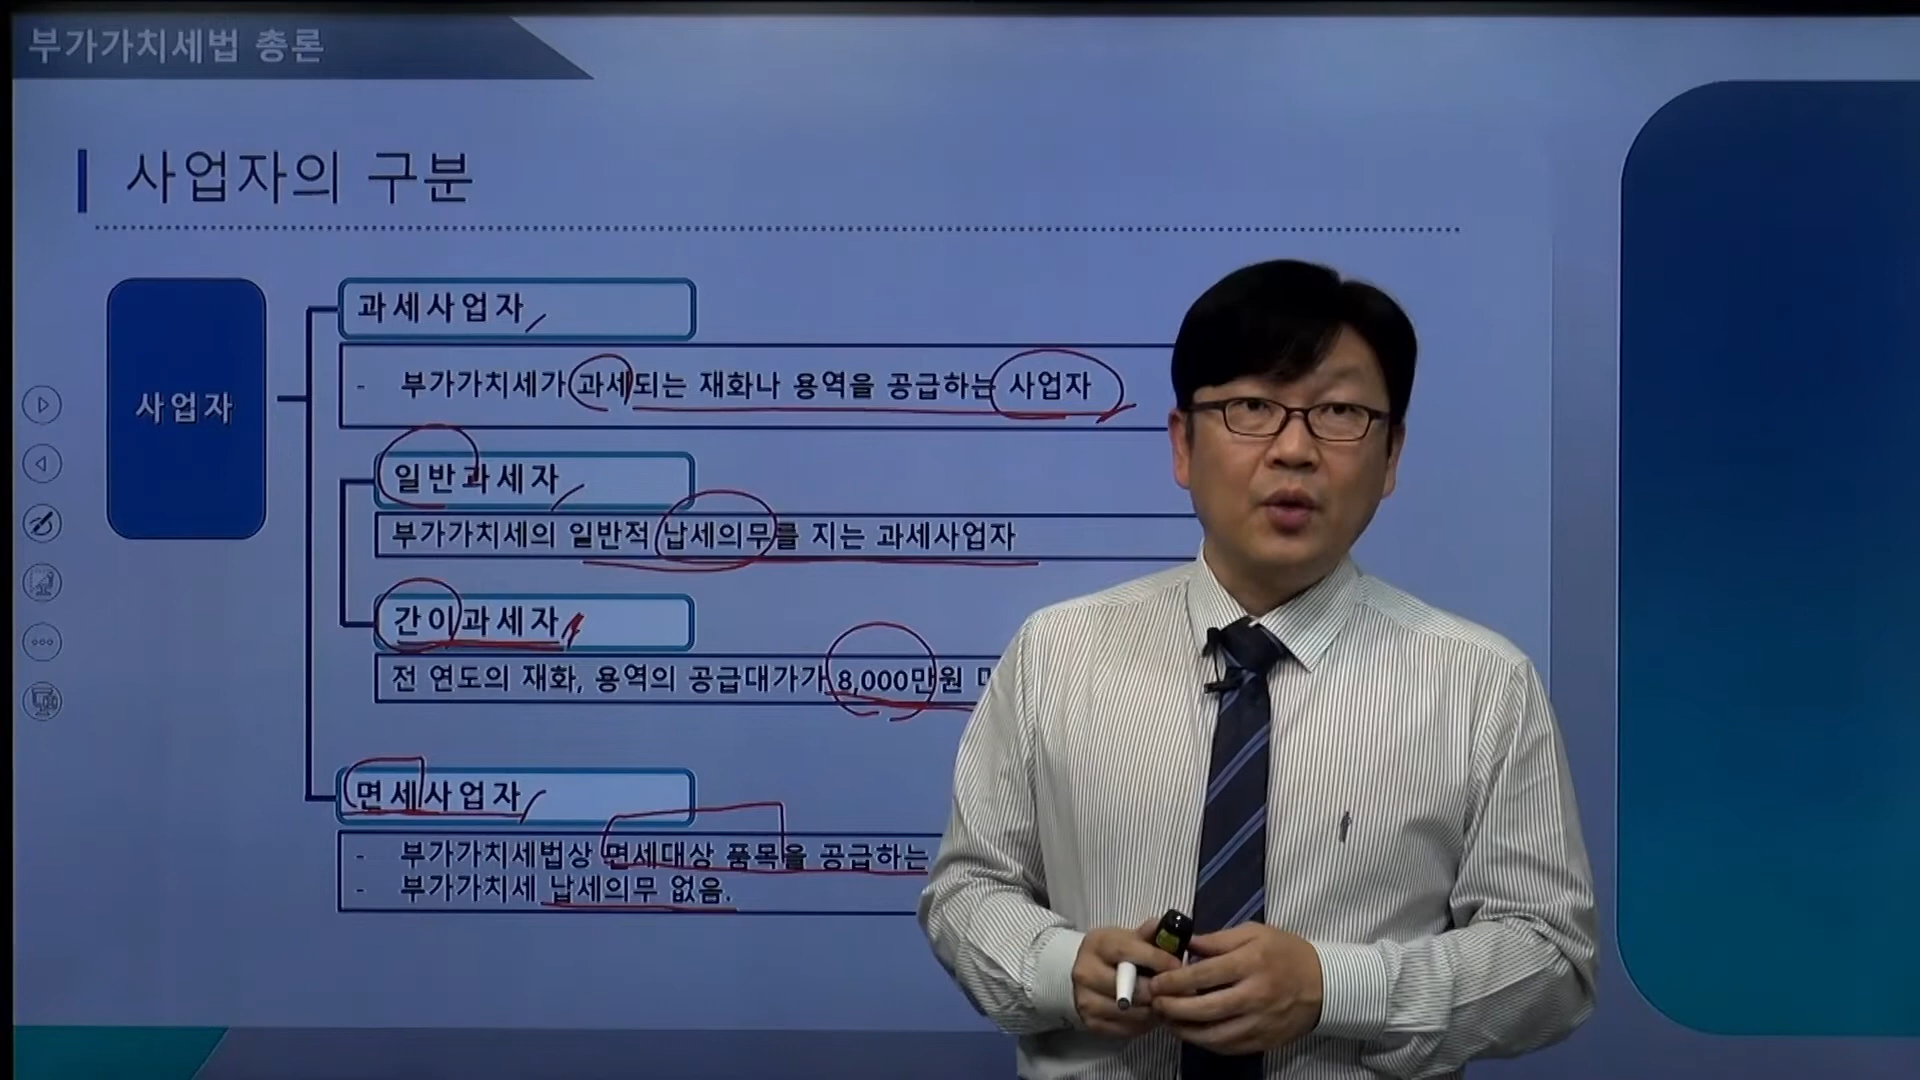 부가가치세법 총론
사업자의 구분
사업자
과세사업자
- 부가가치세가 과세되는 재화나 용역을 공급하는 사업자
일반과세자
부가가치세의 일반적 납세의무를 지는 과세사업자
간이과세자
전 연도의 재화, 용역의 공급대가가 8,000만원
면세사업자
- 부가가치세법상 면세대상 품목을 공급하는
- 부가가치세 납세의무 없음.